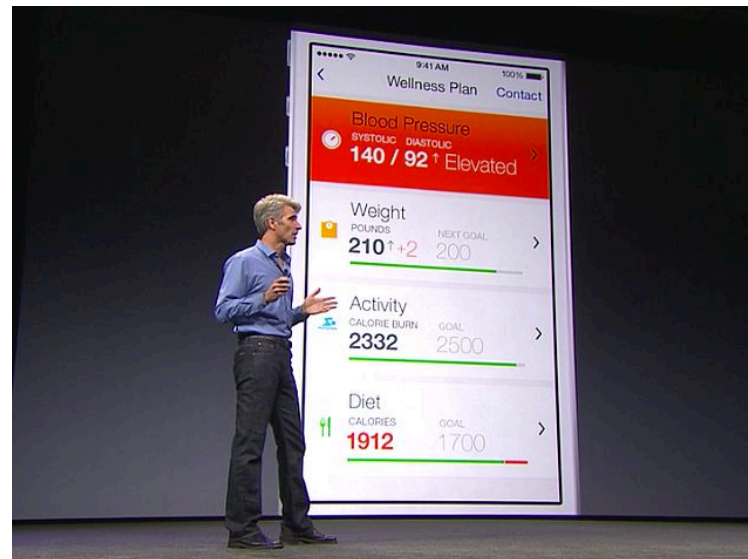 9:41 AM
100%
Wellness Plan
Contact
Blood Pressure
SYSTOLIC DIASTOLIC
140 / 92 ↑ Elevated
Weight
POUNDS NEXT GOAL
210 ↑ +2 200
Activity
CALORIE BURN GOAL
2332 2500
Diet
CALORIES GOAL
1912 1700